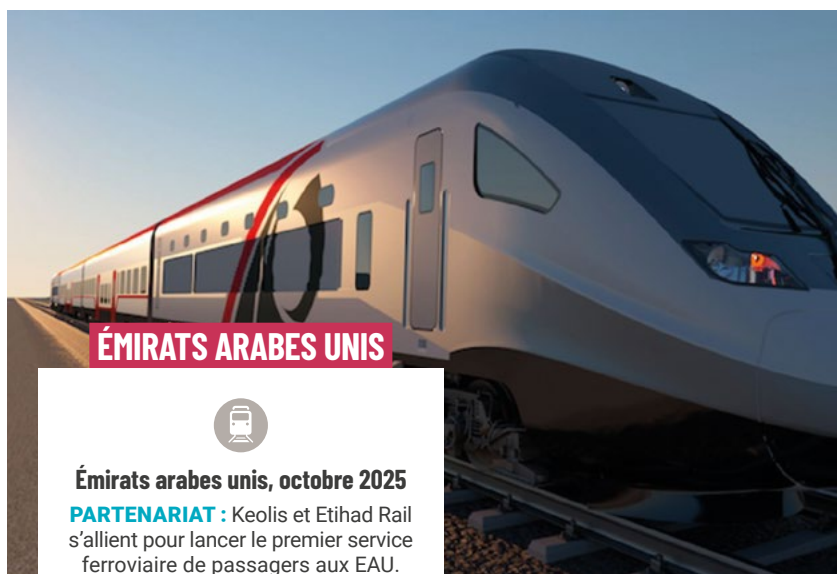 ÉMIRATS ARABES UNIS
Émirats arabes unis, octobre 2025
PARTENARIAT : Keolis et Etihad Rail
s’allient pour lancer le premier service
ferroviaire de passagers aux EAU.